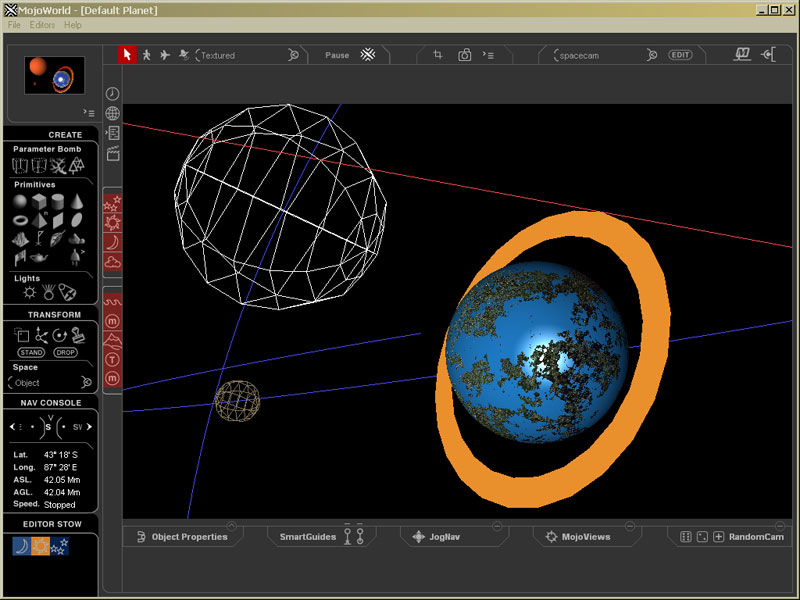 MojoWorld - [Default Planet]
File Editors Help
Textured
Pause
spacecam
EDIT
CREATE
Parameter Bomb
Primitives
n
Lights
TRANSFORM
STAND DROP
Space
Object
NAV CONSOLE
S SW
Lat. 43° 18' S
Long. 87° 28' E
ASL. 42.05 Mm
AGL. 42.04 Mm
Speed. Stopped
EDITOR STOW
m
T
m
Object Properties
SmartGuides
JogNav
MojoViews
RandomCam